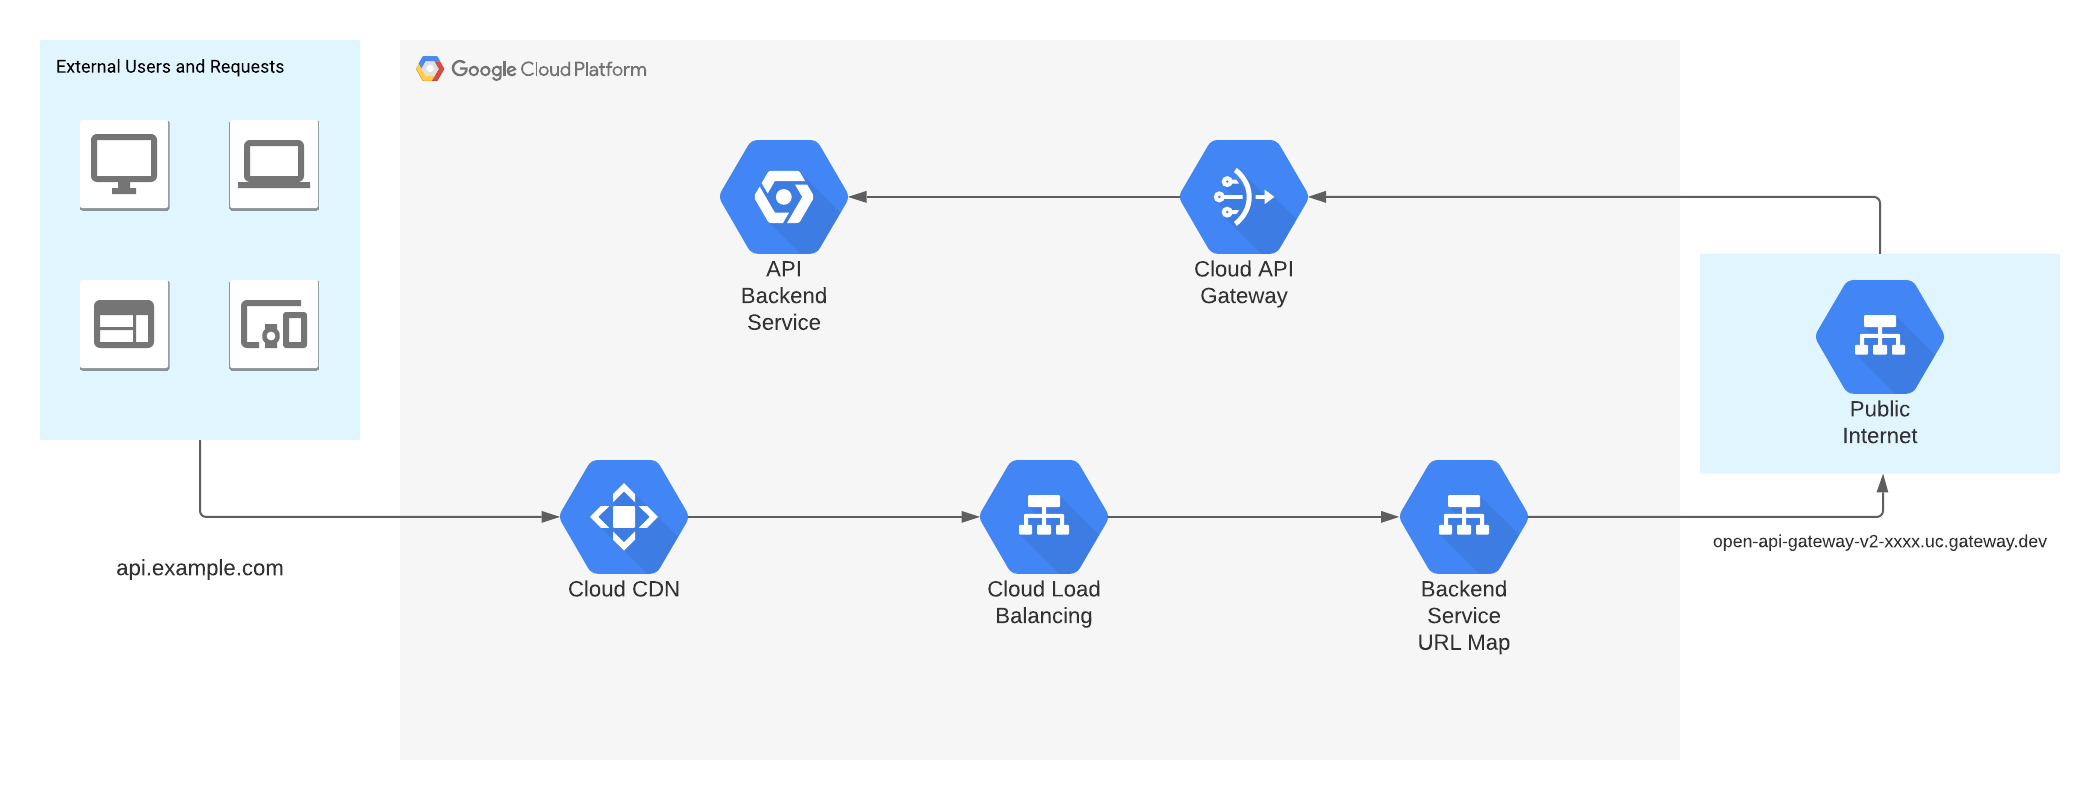 External Users and Requests
Google Cloud Platform
API
Backend
Service
Cloud API
Gateway
Public
Internet
api.example.com
Cloud CDN
Cloud Load
Balancing
Backend
Service
URL Map
open-api-gateway-v2-xxxx.uc.gateway.dev